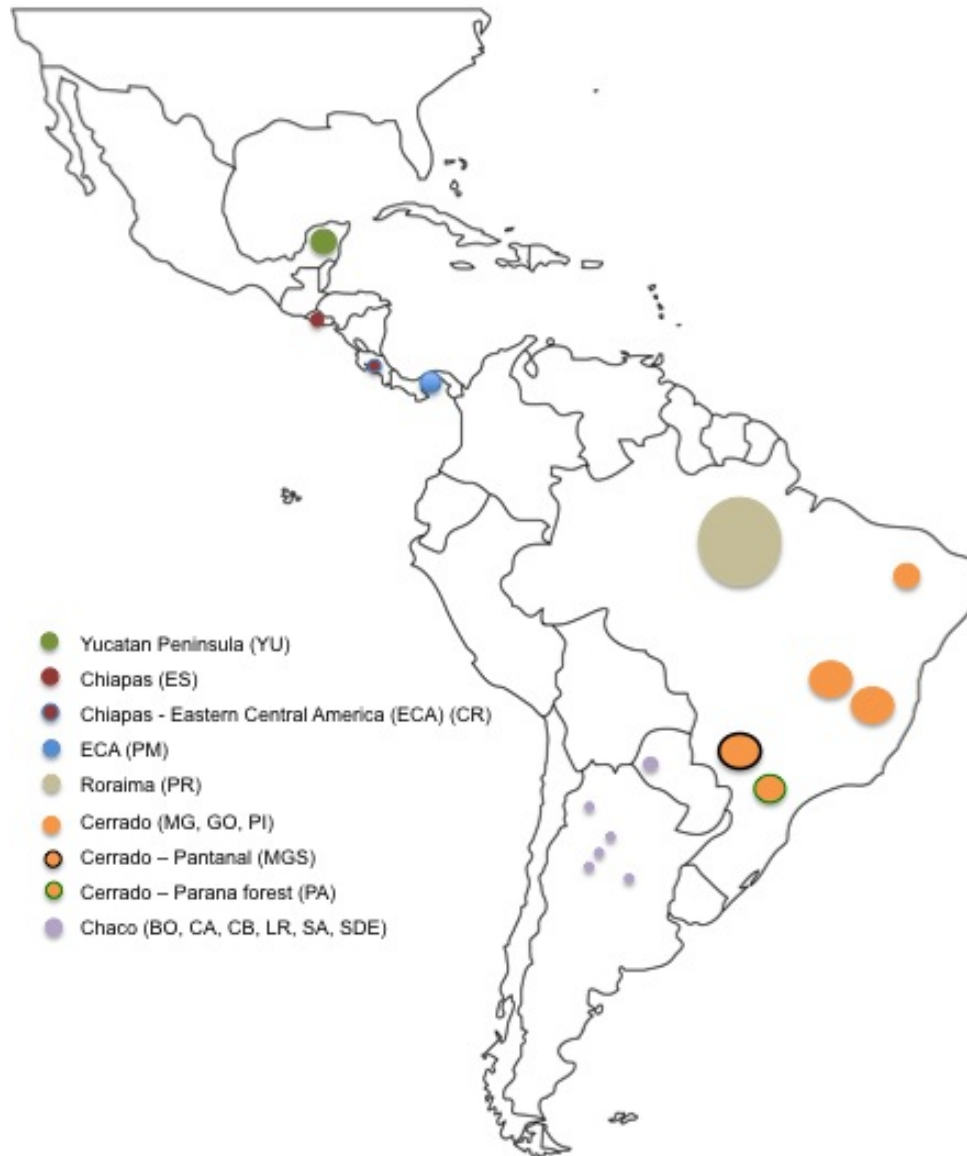 Yucatan Peninsula (YU)
Chiapas (ES)
Chiapas - Eastern Central America (ECA) (CR)
ECA (PM)
Roraima (PR)
Cerrado (MG, GO, PI)
Cerrado – Pantanal (MGS)
Cerrado – Parana forest (PA)
Chaco (BO, CA, CB, LR, SA, SDE)